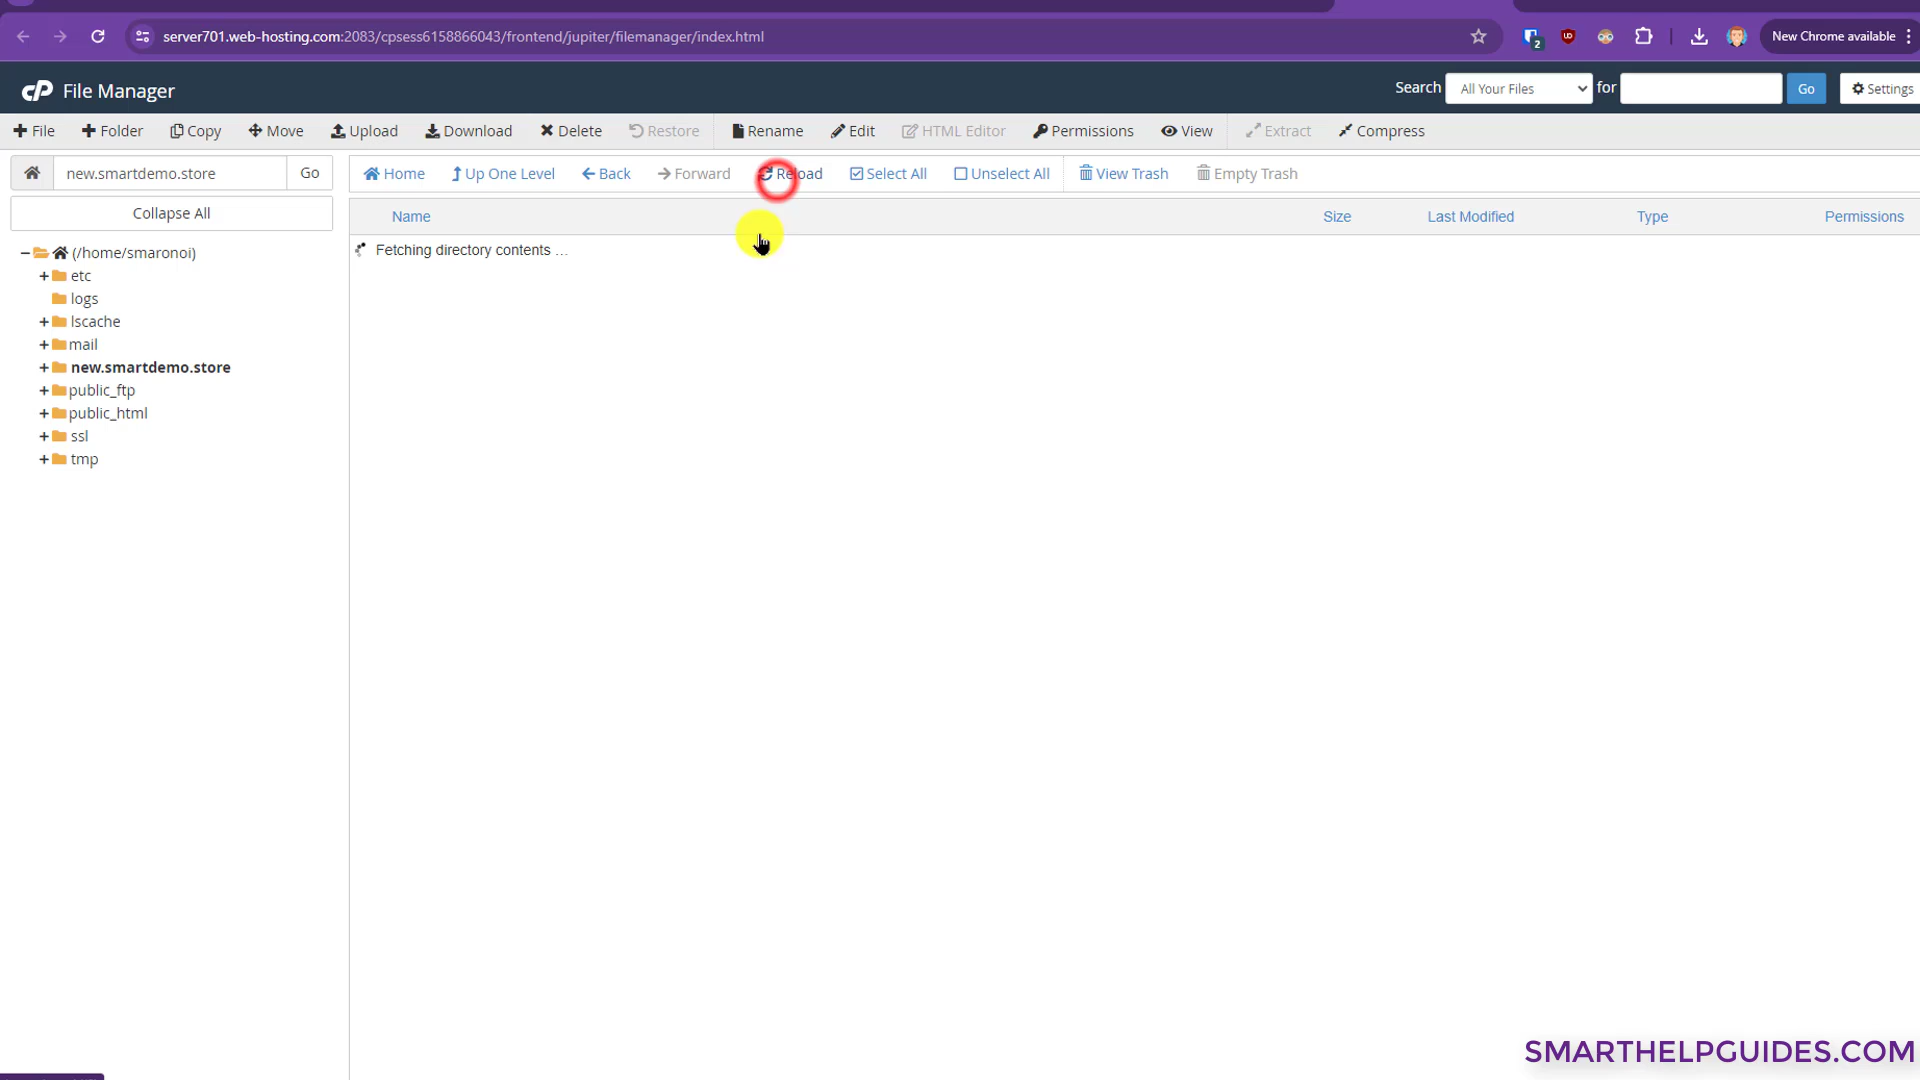 server701.web-hosting.com:2083/cpsess6158866043/frontend/jupiter/filemanager/index.html
2
New Chrome available
cP File Manager
Search All Your Files for Go Settings
File Folder Copy Move Upload Download Delete Restore Rename Edit HTML Editor Permissions View Extract Compress
new.smartdemo.store Go
Home Up One Level Back Forward Reload Select All Unselect All View Trash Empty Trash
Collapse All
Name Size Last Modified Type Permissions
Fetching directory contents ...
(/home/smaronoi)
etc
logs
lscache
mail
new.smartdemo.store
public_ftp
public_html
ssl
tmp
SMARTHELPGUIDES.COM